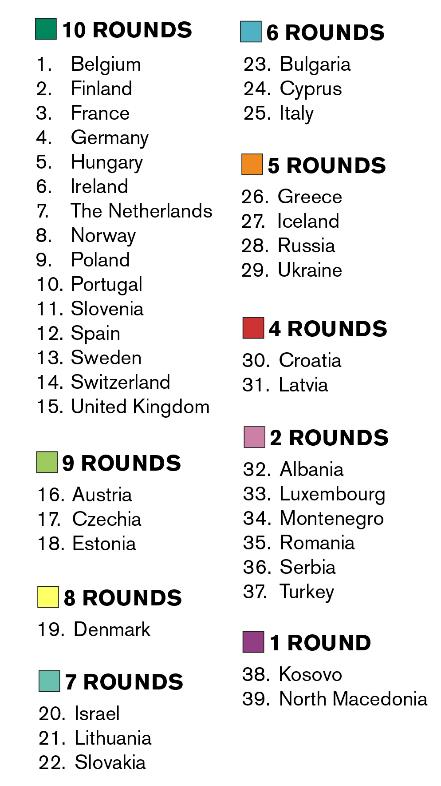 10 ROUNDS
1. Belgium
2. Finland
3. France
4. Germany
5. Hungary
6. Ireland
7. The Netherlands
8. Norway
9. Poland
10. Portugal
11. Slovenia
12. Spain
13. Sweden
14. Switzerland
15. United Kingdom
9 ROUNDS
16. Austria
17. Czechia
18. Estonia
8 ROUNDS
19. Denmark
7 ROUNDS
20. Israel
21. Lithuania
22. Slovakia
6 ROUNDS
23. Bulgaria
24. Cyprus
25. Italy
5 ROUNDS
26. Greece
27. Iceland
28. Russia
29. Ukraine
4 ROUNDS
30. Croatia
31. Latvia
2 ROUNDS
32. Albania
33. Luxembourg
34. Montenegro
35. Romania
36. Serbia
37. Turkey
1 ROUND
38. Kosovo
39. North Macedonia